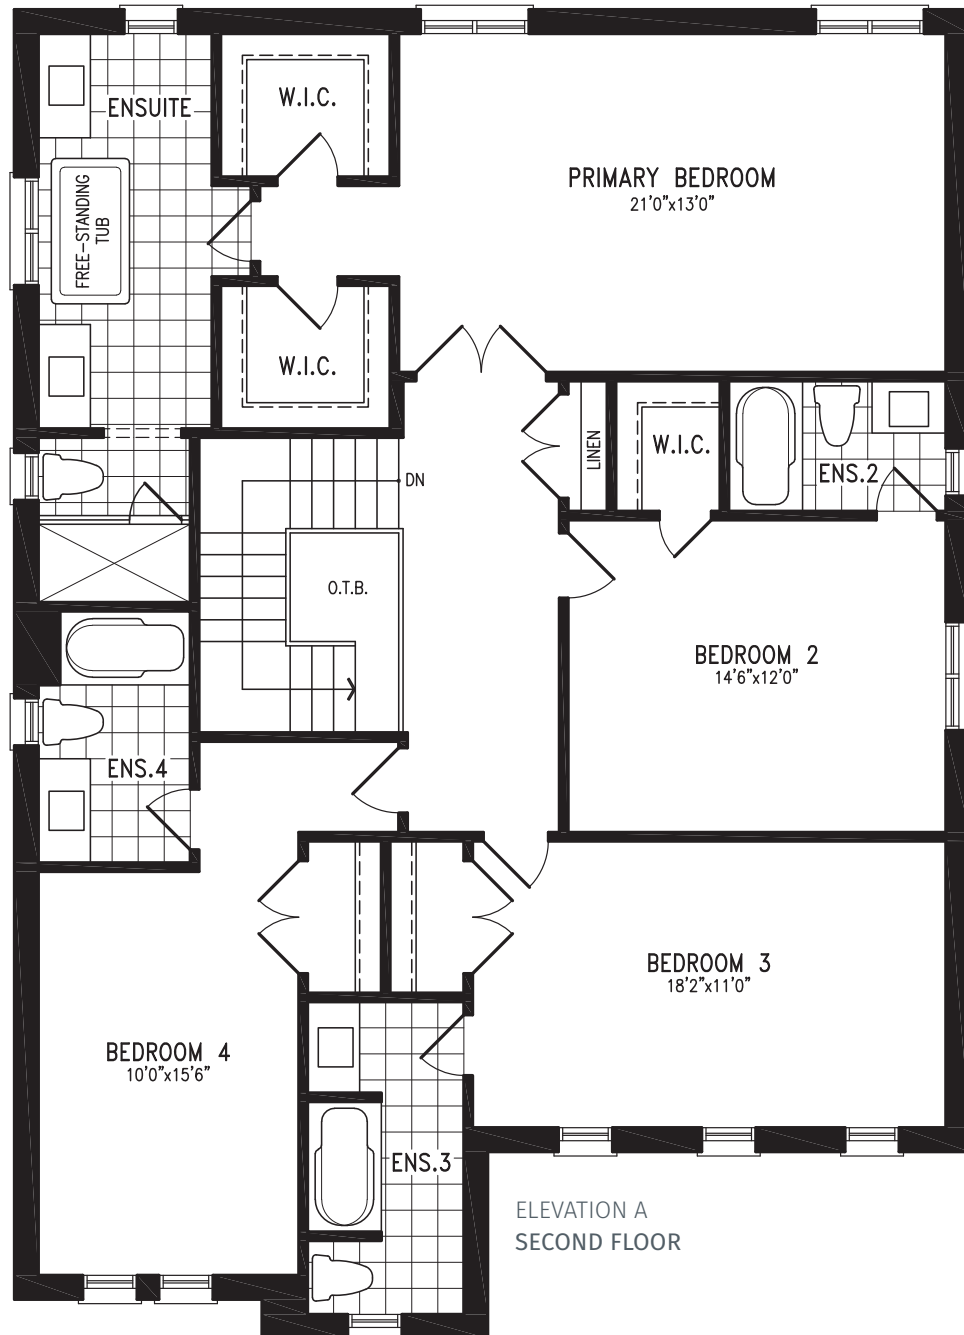 ENSUITE
W.I.C.
PRIMARY BEDROOM
21'0"x13'0"
FREE-STANDING
TUB
W.I.C.
LINEN
W.I.C.
ENS.2
DN
O.T.B.
BEDROOM 2
14'6"x12'0"
ENS.4
BEDROOM 3
18'2"x11'0"
BEDROOM 4
10'0"x15'6"
ENS.3
ELEVATION A
SECOND FLOOR